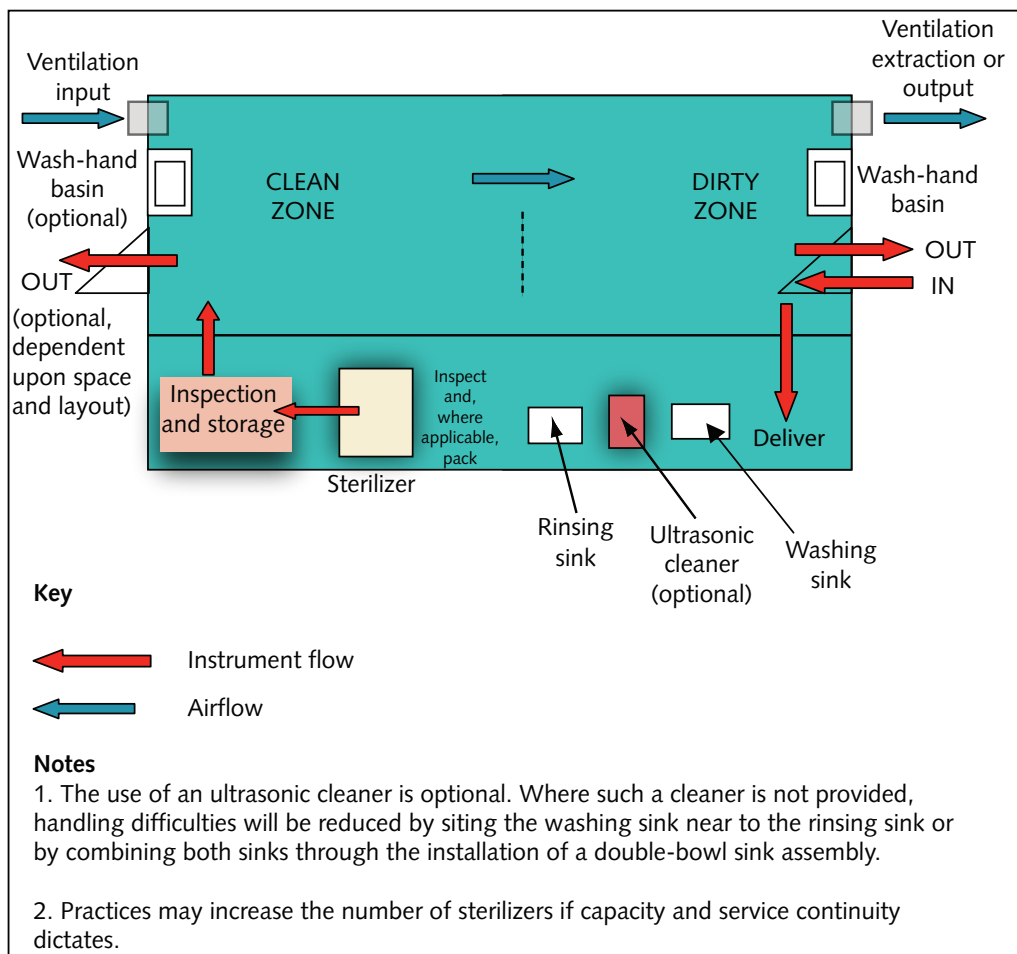 Ventilation
input
Ventilation
extraction or
output
Wash-hand
basin
(optional)
CLEAN
ZONE
DIRTY
ZONE
Wash-hand
basin
OUT
(optional,
dependent
upon space
and layout)
OUT
IN
Inspection
and storage
Sterilizer
Inspect
and,
where
applicable,
pack
Deliver
Rinsing
sink
Ultrasonic
cleaner
(optional)
Washing
sink
Key
Instrument flow
Airflow
Notes
1. The use of an ultrasonic cleaner is optional. Where such a cleaner is not provided,
handling difficulties will be reduced by siting the washing sink near to the rinsing sink or
by combining both sinks through the installation of a double-bowl sink assembly.
2. Practices may increase the number of sterilizers if capacity and service continuity
dictates.